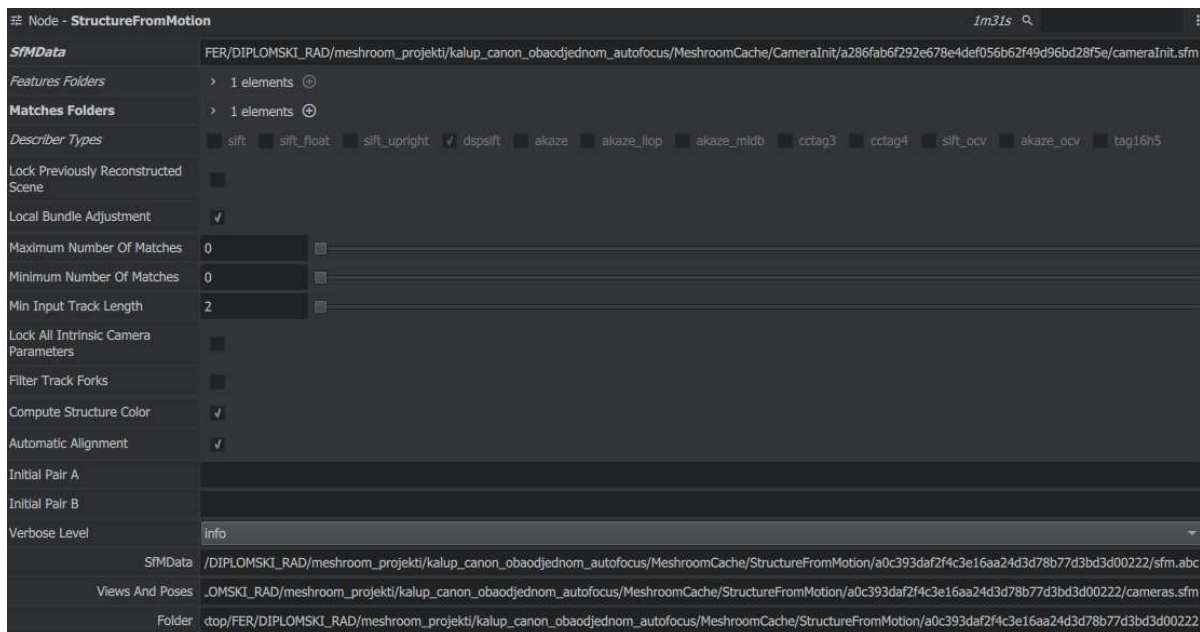 Node - StructureFromMotion 1m31s
SfMData FER/DIPLOMSKI_RAD/meshroom_projekti/kalup_canon_obaodjednom_autofocus/MeshroomCache/CameraInit/a286fab6f292e678e4def056b62f49d96bd28f5e/cameraInit.sfm
Features Folders > 1 elements
Matches Folders > 1 elements
Describer Types sift sift_float sift_upright dspsift akaze akaze_liop akaze_mldb cctag3 cctag4 sift_ocv akaze_ocv tag16h5
Lock Previously Reconstructed
Scene
Local Bundle Adjustment
Maximum Number Of Matches 0
Minimum Number Of Matches 0
Min Input Track Length 2
Lock All Intrinsic Camera
Parameters
Filter Track Forks
Compute Structure Color
Automatic Alignment
Initial Pair A
Initial Pair B
Verbose Level info
SfMData /DIPLOMSKI_RAD/meshroom_projekti/kalup_canon_obaodjednom_autofocus/MeshroomCache/StructureFromMotion/a0c393daf2f4c3e16aa24d3d78b77d3bd3d00222/sfm.abc
Views And Poses .OMSKI_RAD/meshroom_projekti/kalup_canon_obaodjednom_autofocus/MeshroomCache/StructureFromMotion/a0c393daf2f4c3e16aa24d3d78b77d3bd3d00222/cameras.sfm
Folder ktop/FER/DIPLOMSKI_RAD/meshroom_projekti/kalup_canon_obaodjednom_autofocus/MeshroomCache/StructureFromMotion/a0c393daf2f4c3e16aa24d3d78b77d3bd3d00222